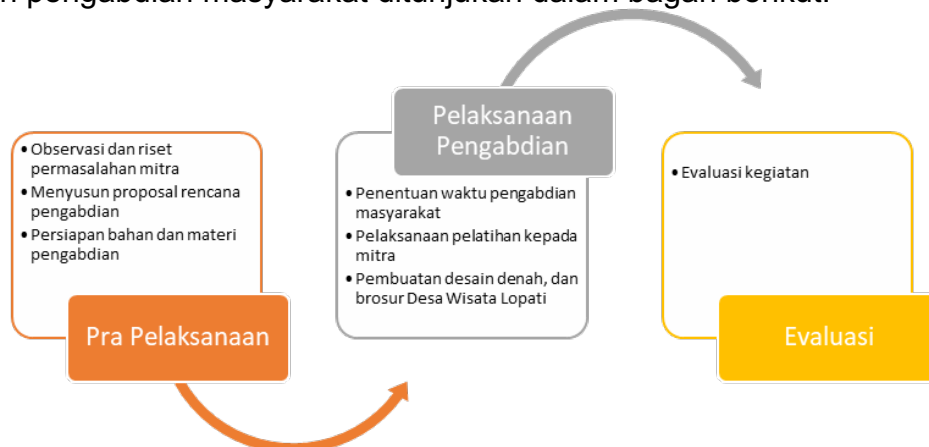 pengabdian masyarakat ditunjukan dalam bagan berikut.
• Observasi dan riset
permasalahan mitra
• Menyusun proposal rencana
pengabdian
• Persiapan bahan dan materi
pengabdian
Pra Pelaksanaan
Pelaksanaan
Pengabdian
• Penentuan waktu pengabdian
masyarakat
• Pelaksanaan pelatihan kepada
mitra
• Pembuatan desain denah, dan
brosur Desa Wisata Lopati
• Evaluasi kegiatan
Evaluasi